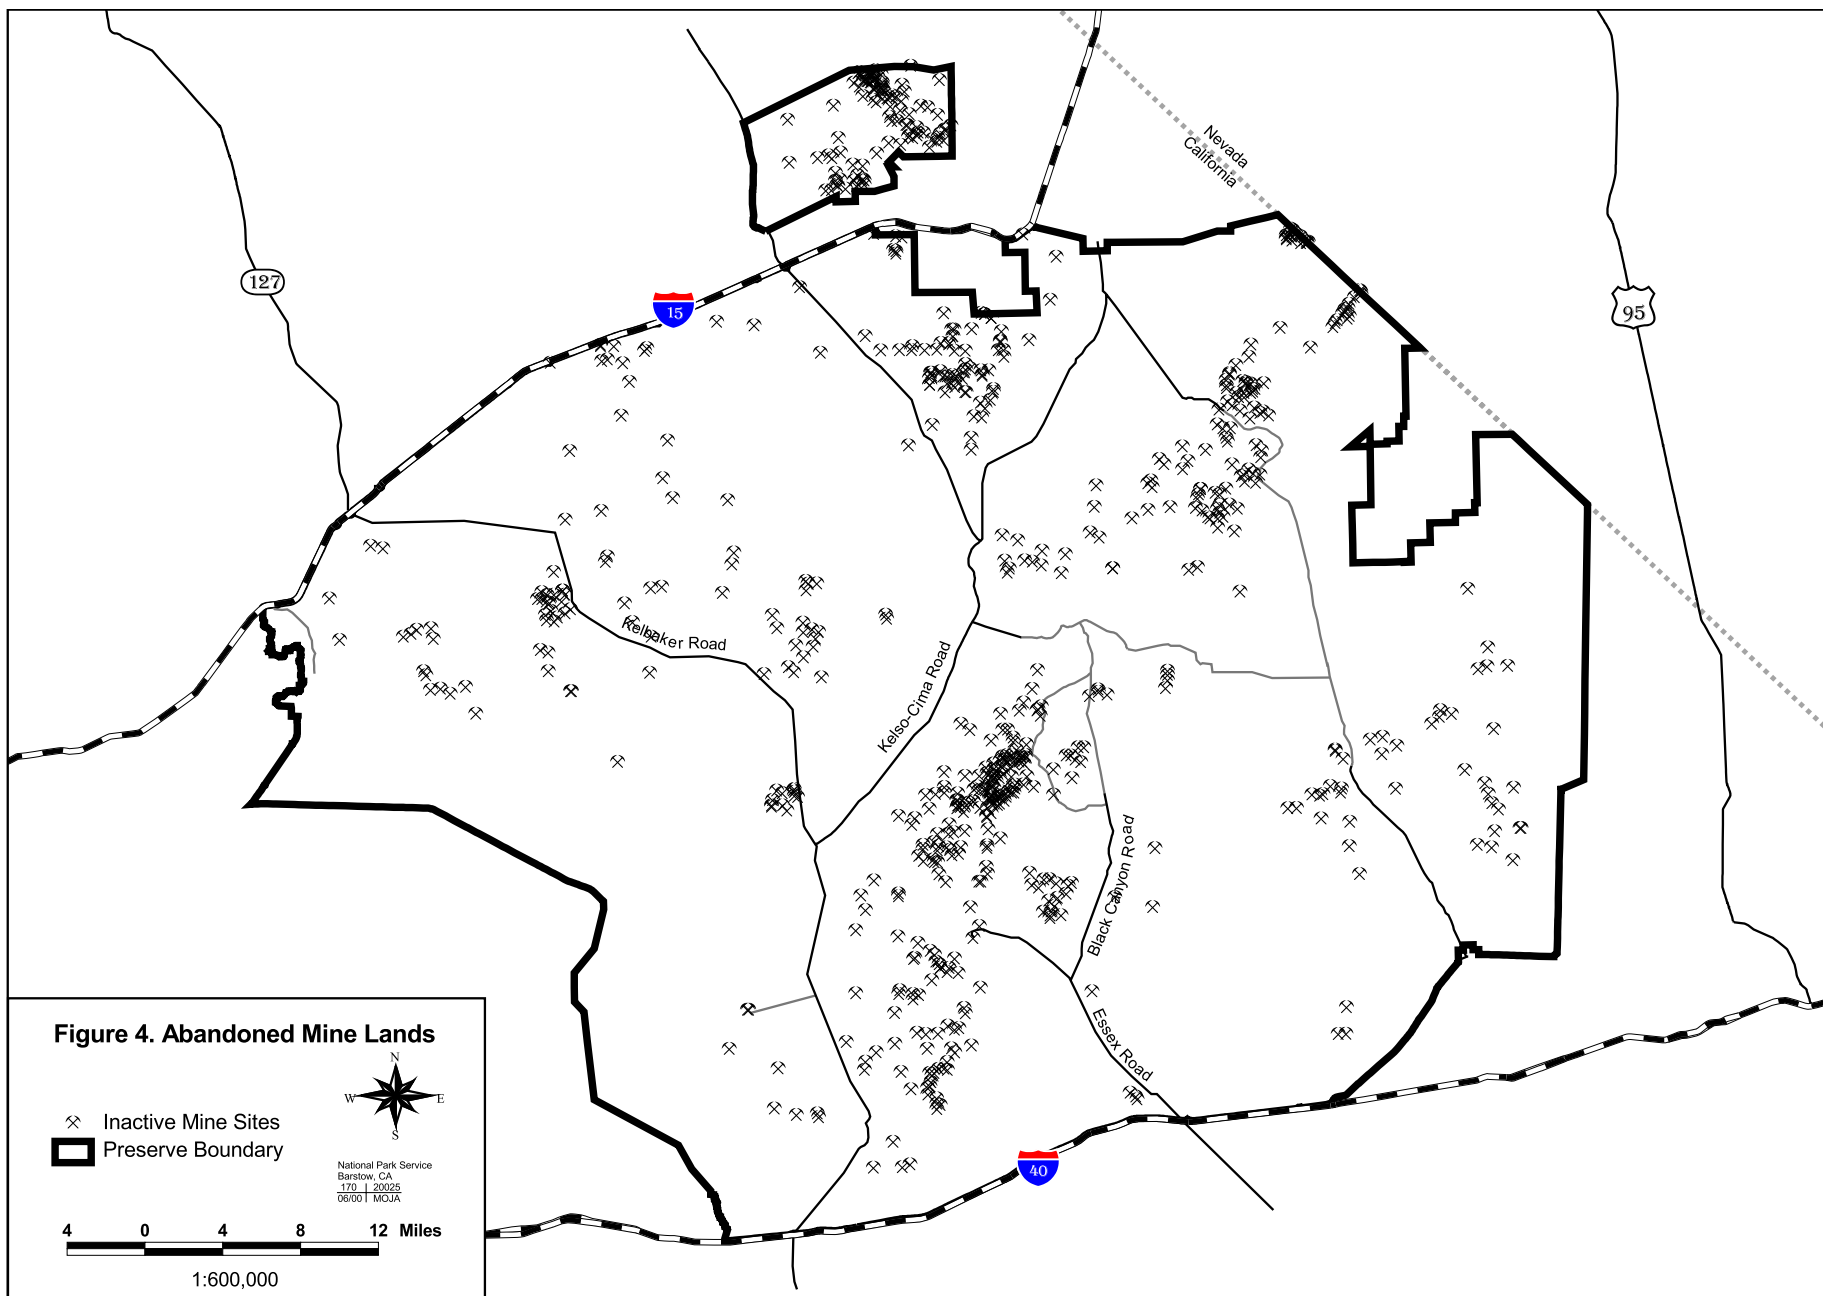 Nevada
California
127
15
95
Kelbaker Road
Kelso-Cima Road
Black Canyon Road
Essex Road
40
Figure 4. Abandoned Mine Lands
N
W
E
S
Inactive Mine Sites
Preserve Boundary
National Park Service
Barstow, CA
170 | 20025
06/00 | MOJA
4 0 4 8 12 Miles
1:600,000